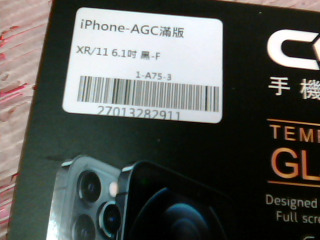 iPhone-AGC滿版
XR/11 6.1吋 黑-F
1-A75-3
27013282911
手機
TEMP
GL
Designed
Full scre